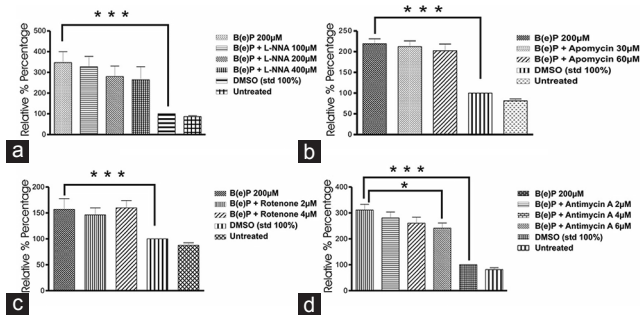 * * *
500
400
300
200
100
0
Relative % Percentage
B(e)P 200µM
B(e)P + L-NNA 100µM
B(e)P + L-NNA 200µM
B(e)P + L-NNA 400µM
DMSO (std 100%)
Untreated
a
* * *
250
200
150
100
50
0
Relative % Percentage
B(e)P 200µM
B(e)P + Apomycin 30µM
B(e)P + Apomycin 60µM
DMSO (std 100%)
Untreated
b
* * *
200
150
100
50
0
Relative % Percentage
B(e)P 200µM
B(e)P + Rotenone 2µM
B(e)P + Rotenone 4µM
DMSO (std 100%)
Untreated
c
* * *
*
400
300
200
100
0
Relative % Percentage
B(e)P 200µM
B(e)P + Antimycin A 2µM
B(e)P + Antimycin A 4µM
B(e)P + Antimycin A 6µM
DMSO (std 100%)
Untreated
d